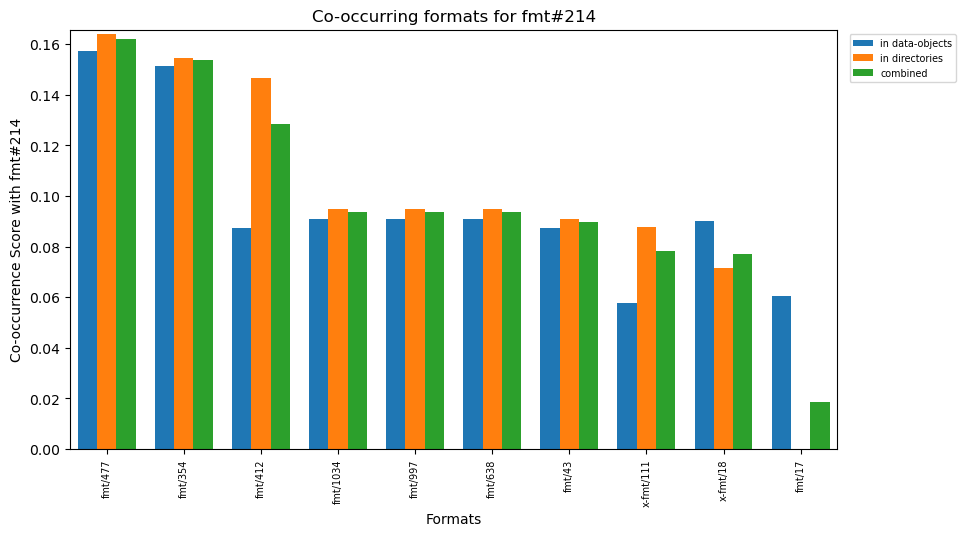 Co-occurring formats for fmt#214
Co-occurrence Score with fmt#214
0.16
0.14
0.12
0.10
0.08
0.06
0.04
0.02
0.00
fmt/477
fmt/354
fmt/412
fmt/1034
fmt/997
fmt/638
fmt/43
x-fmt/111
x-fmt/18
fmt/17
Formats
in data-objects
in directories
combined